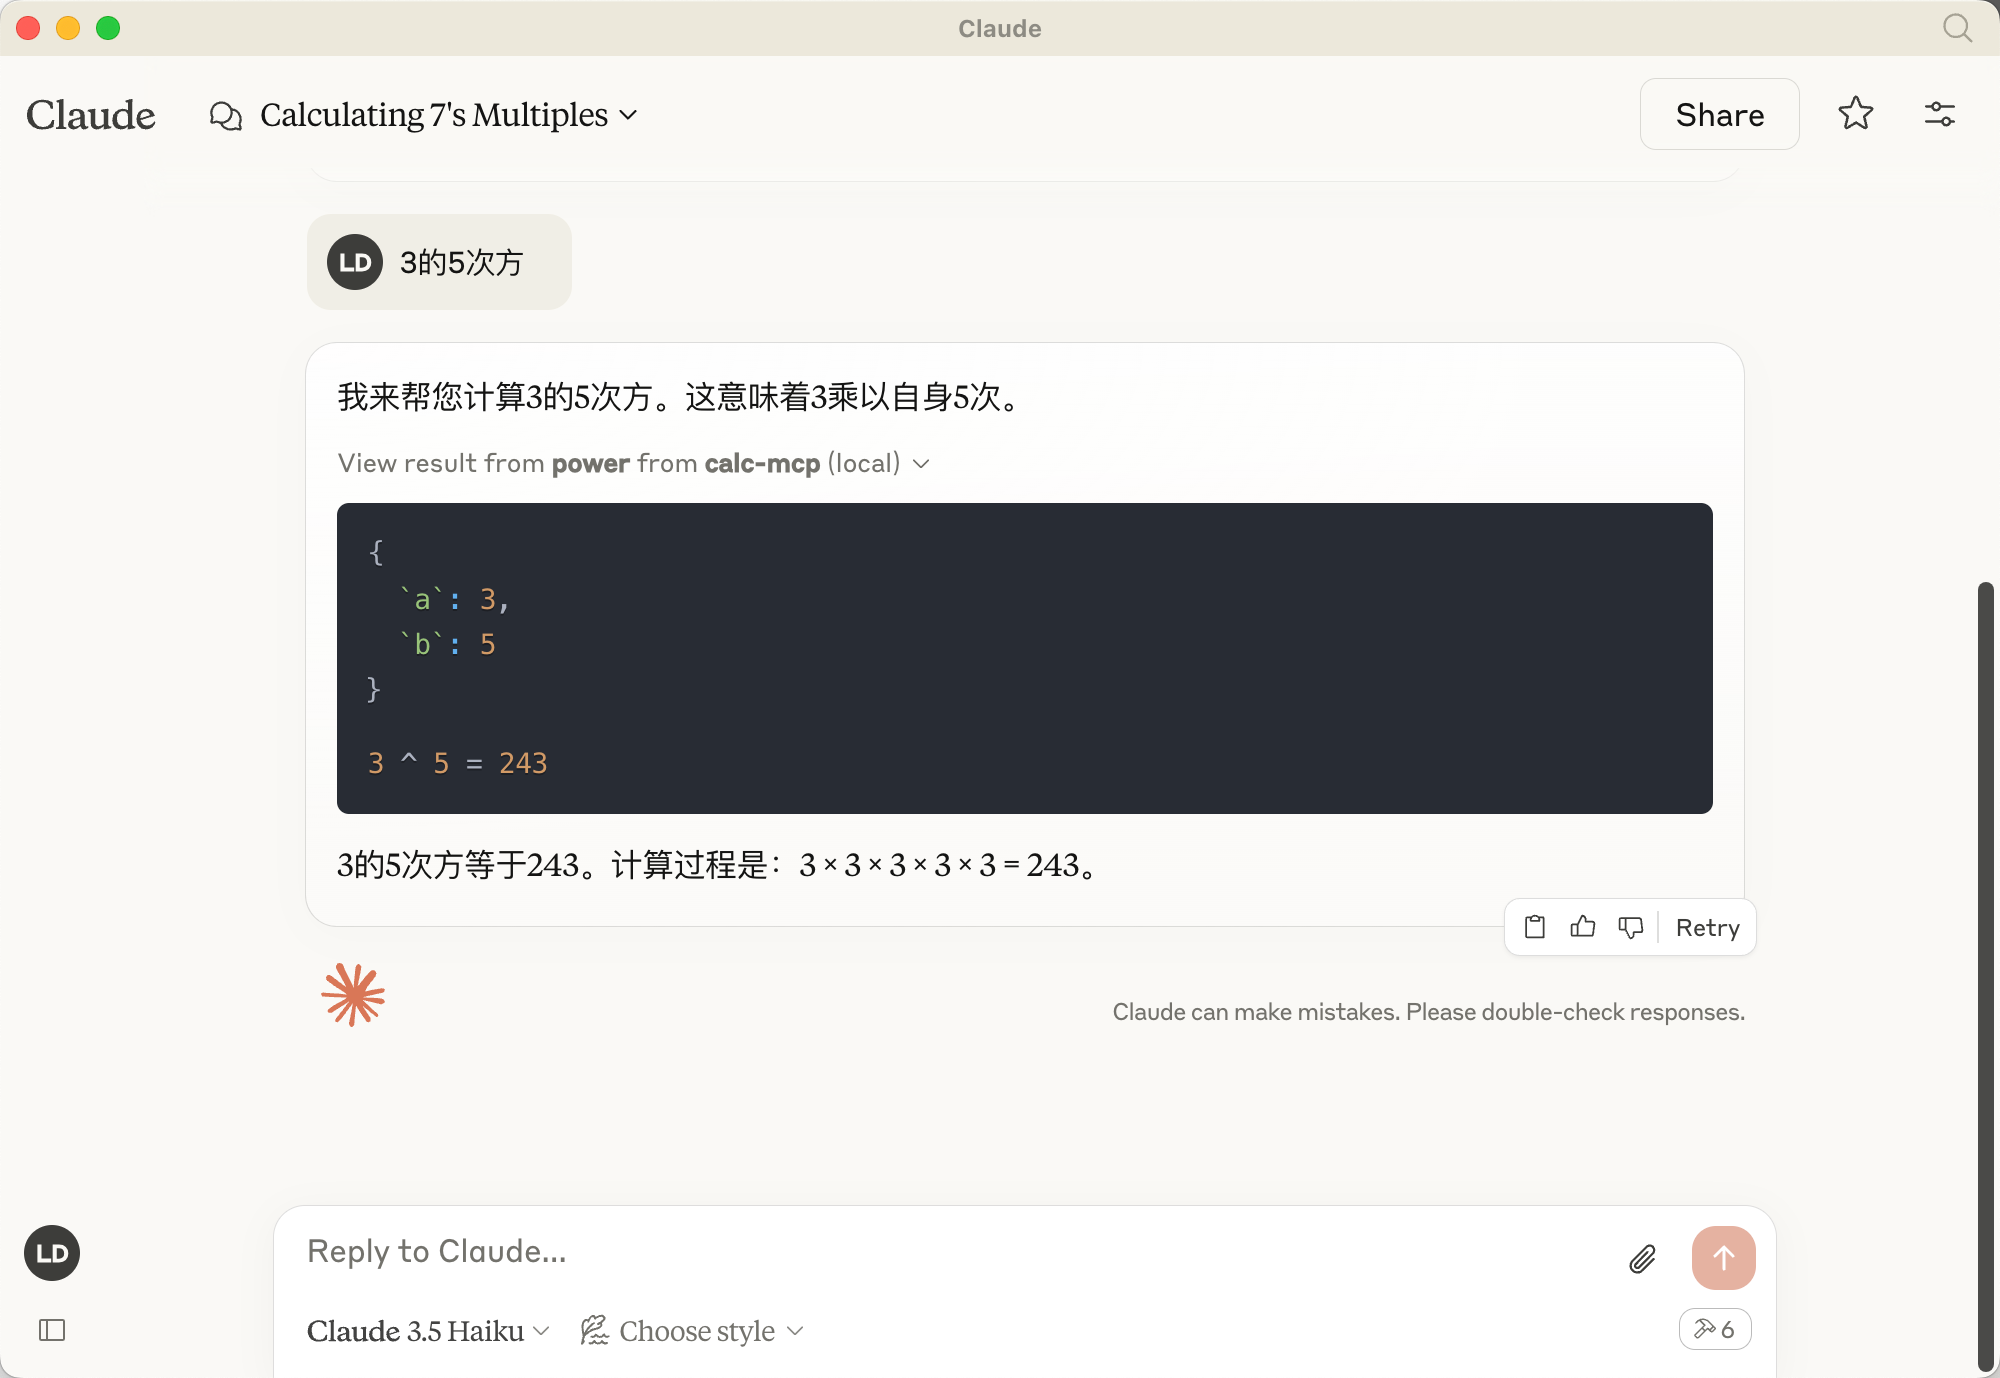 Claude
Claude
Calculating 7's Multiples
Share
LD
3的5次方
我来帮您计算3的5次方。这意味着3乘以自身5次。
View result from power from calc-mcp (local)
{
  `a`: 3,
  `b`: 5
}
3 ^ 5 = 243
3的5次方等于243。计算过程是：3 × 3 × 3 × 3 × 3 = 243。
Retry
Claude can make mistakes. Please double-check responses.
LD
Reply to Claude...
Claude 3.5 Haiku
Choose style
6